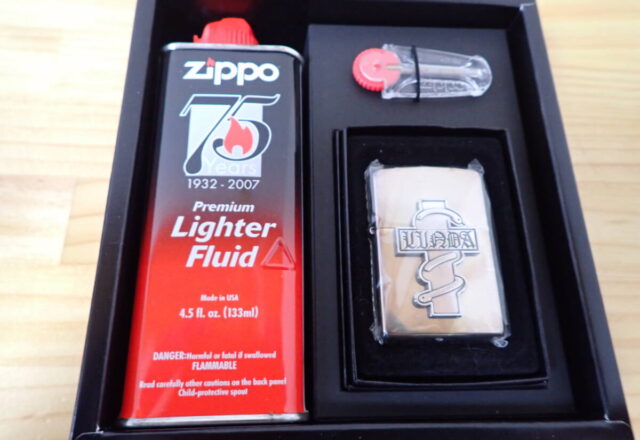 zippo
75
Years
1932 - 2007
Premium
Lighter
Fluid
Made in USA
4.5 fl. oz. (133ml)
DANGER: Harmful or fatal if swallowed
FLAMMABLE
Read carefully other cautions on the back panel
Child-protective spout
LINDA